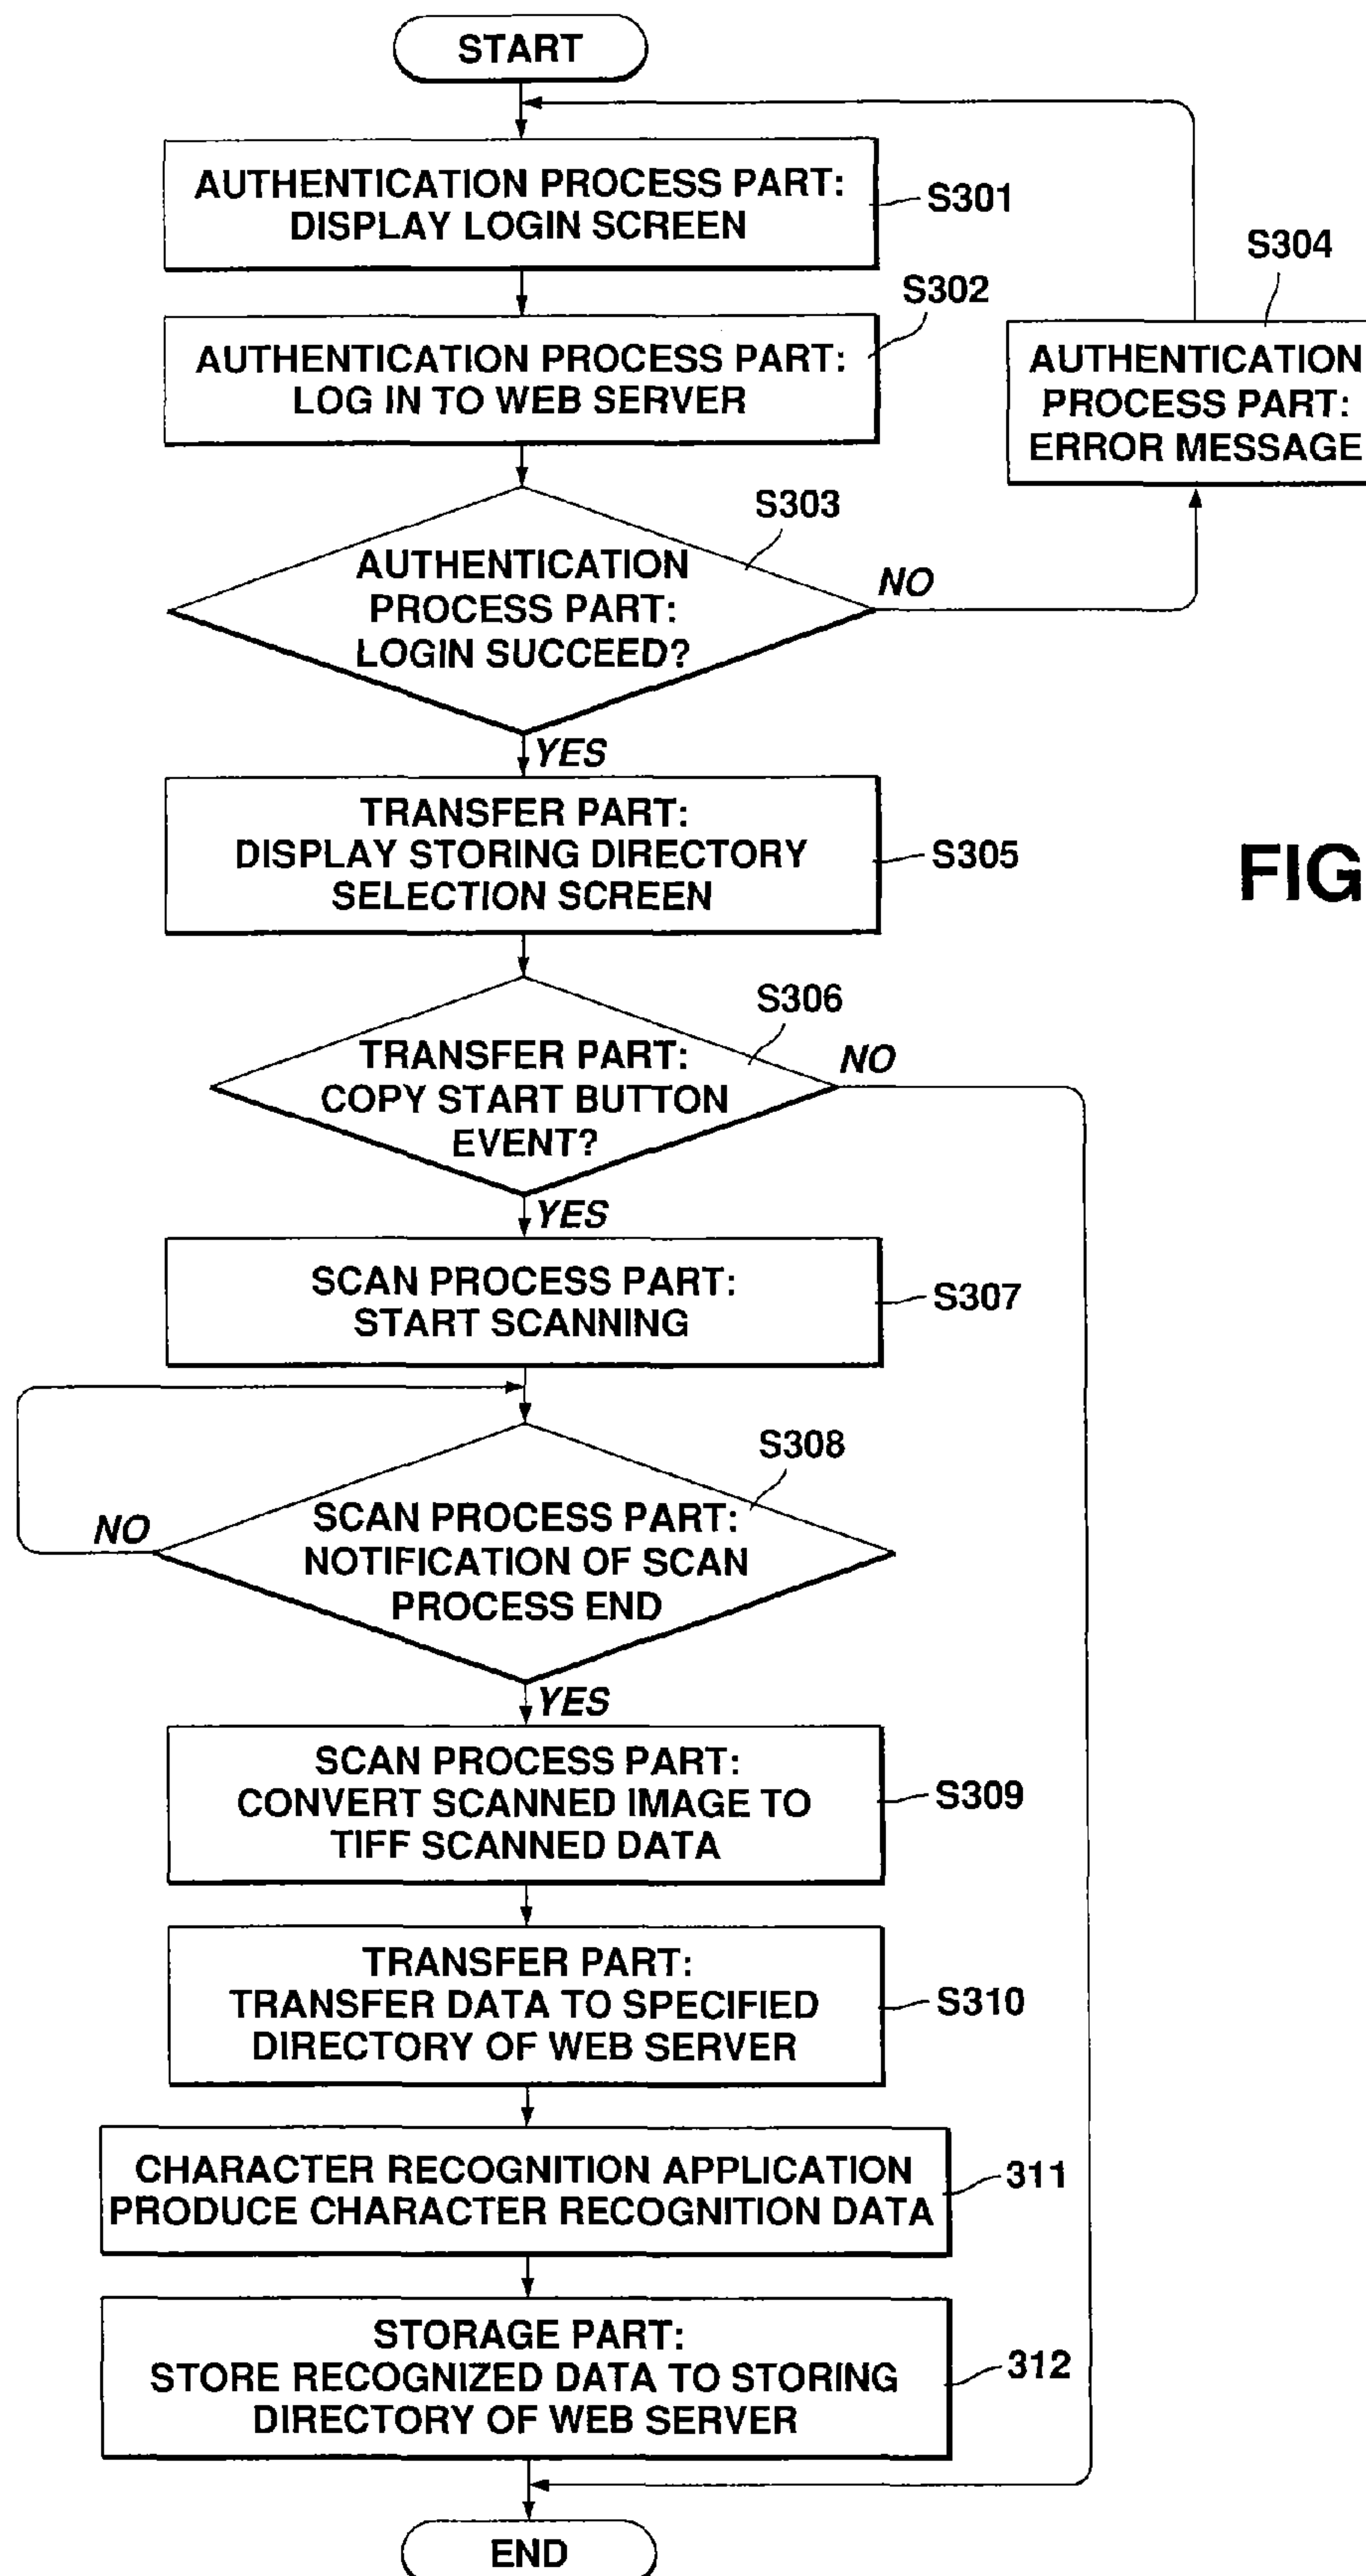 START
AUTHENTICATION PROCESS PART:
DISPLAY LOGIN SCREEN
S301
S304
S302
AUTHENTICATION PROCESS PART:
LOG IN TO WEB SERVER
AUTHENTICATION
PROCESS PART:
ERROR MESSAGE
S303
AUTHENTICATION
PROCESS PART:
LOGIN SUCCEED?
NO
YES
TRANSFER PART:
DISPLAY STORING DIRECTORY
SELECTION SCREEN
S305
FIG
S306
TRANSFER PART:
COPY START BUTTON
EVENT?
NO
YES
SCAN PROCESS PART:
START SCANNING
S307
S308
SCAN PROCESS PART:
NOTIFICATION OF SCAN
PROCESS END
NO
YES
SCAN PROCESS PART:
CONVERT SCANNED IMAGE TO
TIFF SCANNED DATA
S309
TRANSFER PART:
TRANSFER DATA TO SPECIFIED
DIRECTORY OF WEB SERVER
S310
CHARACTER RECOGNITION APPLICATION
PRODUCE CHARACTER RECOGNITION DATA
311
STORAGE PART:
STORE RECOGNIZED DATA TO STORING
DIRECTORY OF WEB SERVER
312
END